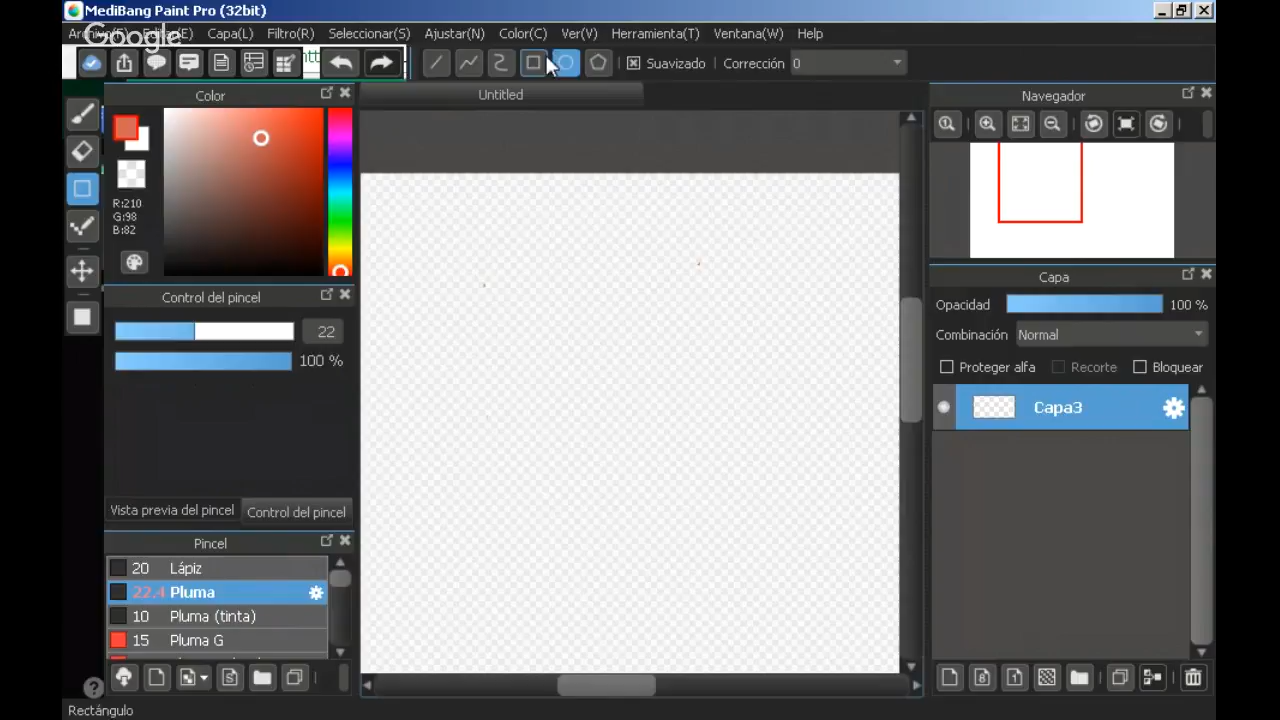 MediBang Paint Pro (32bit)
Google
Capa(L) Filtro(R) Seleccionar(S) Ajustar(N) Color(C) Ver(V) Herramienta(T) Ventana(W) Help
Suavizado Corrección 0
Color
Untitled
Navegador
R:210
G:98
B:82
Control del pincel
22
100 %
Vista previa del pincel Control del pincel
Pincel
20 Lápiz
22.4 Pluma
10 Pluma (tinta)
15 Pluma G
Capa
Opacidad 100 %
Combinación Normal
Proteger alfa Recorte Bloquear
Capa3
Rectángulo